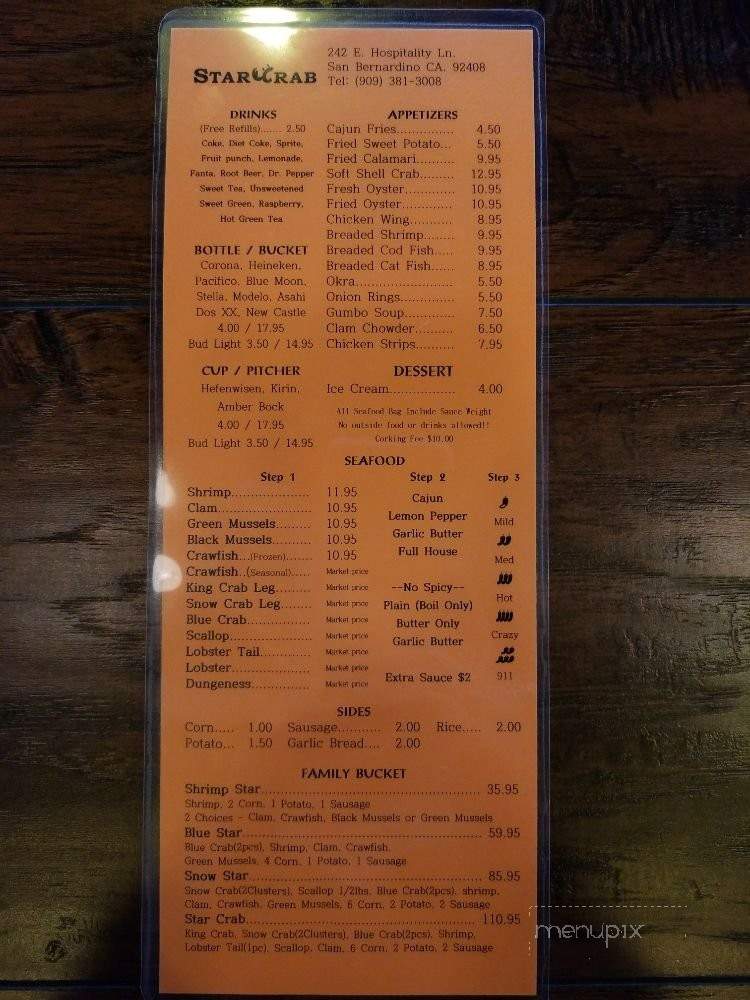 STAR CRAB
242 E. Hospitality Ln.
San Bernardino CA. 92408
Tel: (909) 381-3008
DRINKS
(Free Refills)...... 2.50
Coke, Diet Coke, Sprite,
Fruit punch, Lemonade,
Fanta, Root Beer, Dr. Pepper
Sweet Tea, Unsweetened
Sweet Green, Raspberry,
Hot Green Tea
BOTTLE / BUCKET
Corona, Heineken,
Pacifico, Blue Moon,
Stella, Modelo, Asahi
Dos XX, New Castle
4.00 / 17.95
Bud Light 3.50 / 14.95
CUP / PITCHER
Hefenwisen, Kirin,
Amber Bock
4.00 / 17.95
Bud Light 3.50 / 14.95
APPETIZERS
Cajun Fries............... 4.50
Fried Sweet Potato... 5.50
Fried Calamari.......... 9.95
Soft Shell Crab......... 12.95
Fresh Oyster............. 10.95
Fried Oyster.............. 10.95
Chicken Wing........... 8.95
Breaded Shrimp........ 9.95
Breaded Cod Fish..... 9.95
Breaded Cat Fish...... 8.95
Okra......................... 5.50
Onion Rings.............. 5.50
Gumbo Soup............. 7.50
Clam Chowder.......... 6.50
Chicken Strips........... 7.95
DESSERT
Ice Cream................. 4.00
All Seafood Bag Include Sauce Weight
No outside food or drinks allowed!!
Corking Fee $10.00
SEAFOOD
Step 1
Shrimp.................... 11.95
Clam....................... 10.95
Green Mussels......... 10.95
Black Mussels.......... 10.95
Crawfish...(Frozen)....... 10.95
Crawfish..(Seasonal)..... Market price
King Crab Leg......... Market price
Snow Crab Leg........ Market price
Blue Crab................ Market price
Scallop..................... Market price
Lobster Tail............. Market price
Lobster.................... Market price
Dungeness............... Market price
Step 2
Cajun
Lemon Pepper
Garlic Butter
Full House
--No Spicy--
Plain (Boil Only)
Butter Only
Garlic Butter
Extra Sauce $2
Step 3
Mild
Med
Hot
Crazy
911
SIDES
Corn..... 1.00 Sausage........... 2.00 Rice..... 2.00
Potato... 1.50 Garlic Bread.... 2.00
FAMILY BUCKET
Shrimp Star.................................................... 35.95
Shrimp, 2 Corn, 1 Potato, 1 Sausage
2 Choices - Clam, Crawfish, Black Mussels or Green Mussels
Blue Star......................................................... 59.95
Blue Crab(2pcs), Shrimp, Clam, Crawfish,
Green Mussels, 4 Corn, 1 Potato, 1 Sausage
Snow Star....................................................... 85.95
Snow Crab(2Clusters), Scallop 1/2lbs, Blue Crab(2pcs), shrimp,
Clam, Crawfish, Green Mussels, 6 Corn, 2 Potato, 2 Sausage
Star Crab........................................................ 110.95
King Crab, Snow Crab(2Clusters), Blue Crab(2pcs), Shrimp,
Lobster Tail(1pc), Scallop, Clam, 6 Corn, 2 Potato, 2 Sausage
menupix